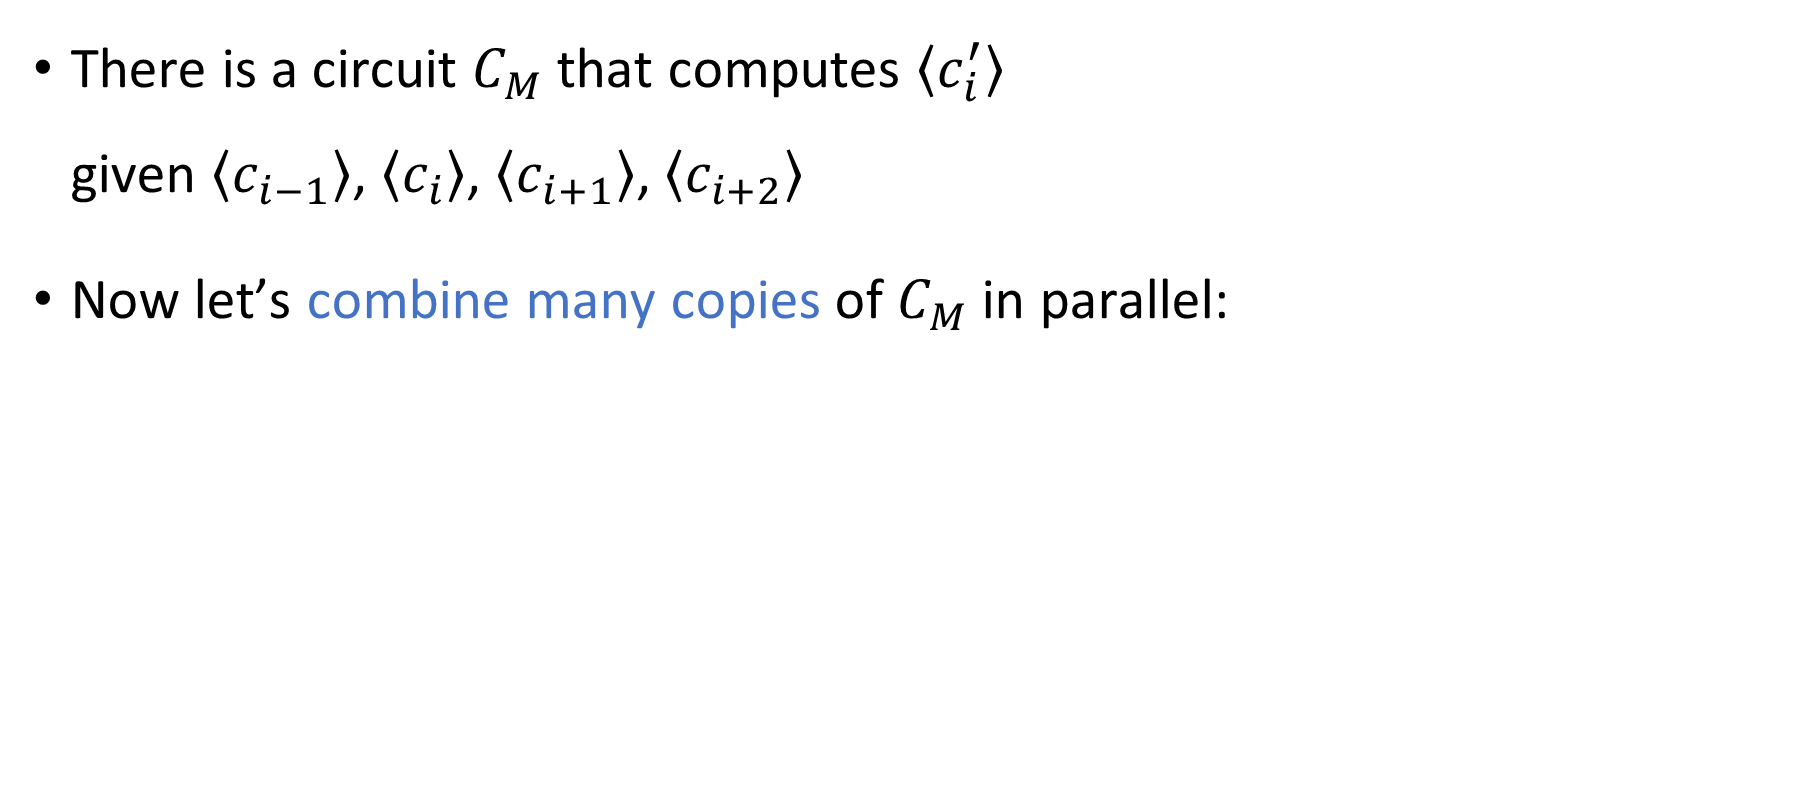 • There is a circuit 𝐶_𝑀 that computes ⟨𝑐′_𝑖⟩
given ⟨𝑐_{𝑖−1}⟩, ⟨𝑐_𝑖⟩, ⟨𝑐_{𝑖+1}⟩, ⟨𝑐_{𝑖+2}⟩
• Now let’s combine many copies of 𝐶_𝑀 in parallel: